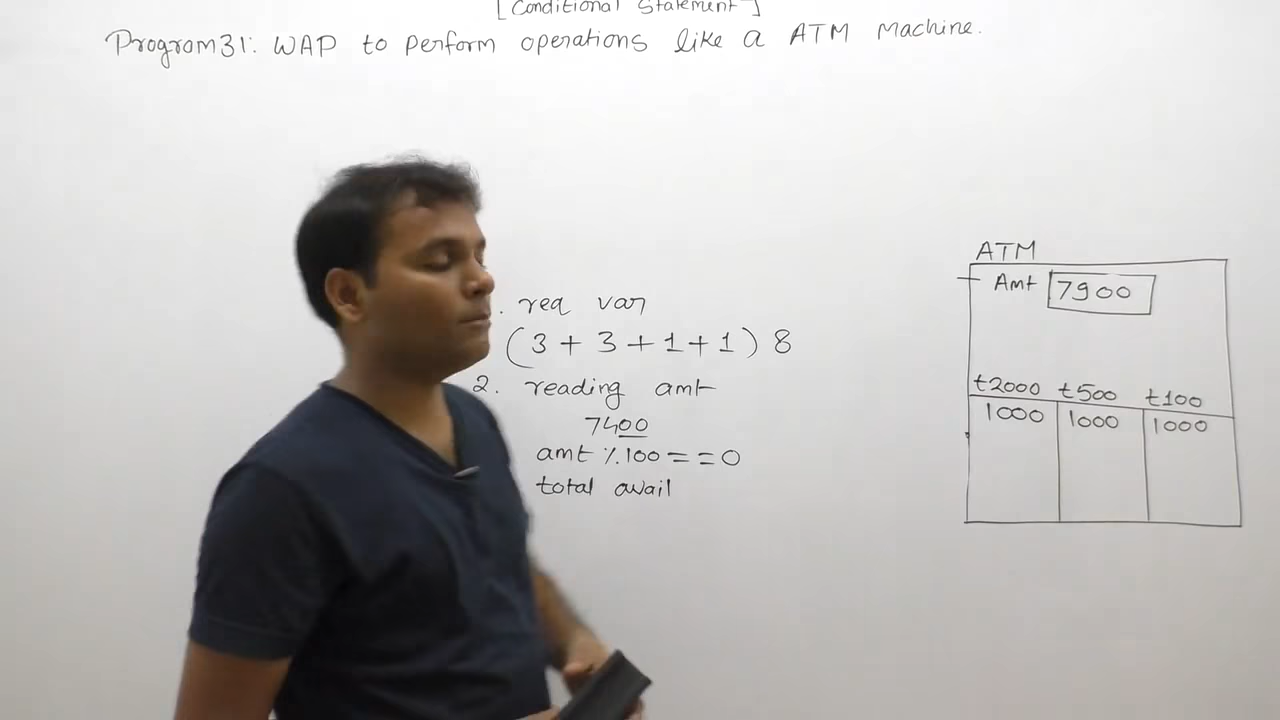 [Conditional Statement]
Program31: WAP to perform operations like a ATM Machine.
. req var
(3 + 3 + 1 + 1) 8
2. reading amt
7400
amt % 100 = = 0
total avail
ATM
Amt 7900
t2000 t500 t100
1000 1000 1000